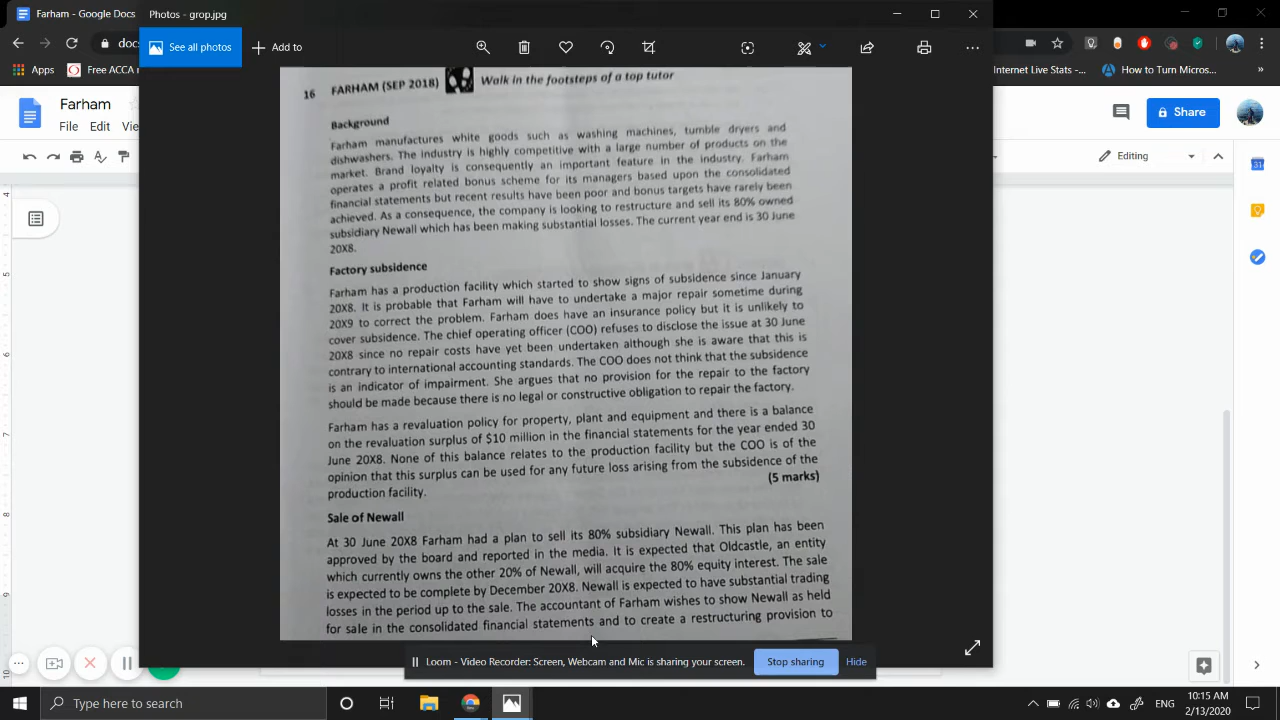 Farham - Google Docs
Photos - grop.jpg
See all photos
Add to
doc
Apps
Free ACCA
Internet Live Stats -...
How to Turn Micros...
Farham
File Edit
Share
Editing
16 FARHAM (SEP 2018) Walk in the footsteps of a top tutor
Background
Farham manufactures white goods such as washing machines, tumble dryers and
dishwashers. The industry is highly competitive with a large number of products on the
market. Brand loyalty is consequently an important feature in the industry. Farham
operates a profit related bonus scheme for its managers based upon the consolidated
financial statements but recent results have been poor and bonus targets have rarely been
achieved. As a consequence, the company is looking to restructure and sell its 80% owned
subsidiary Newall which has been making substantial losses. The current year end is 30 June
20X8.
Factory subsidence
Farham has a production facility which started to show signs of subsidence since January
20X8. It is probable that Farham will have to undertake a major repair sometime during
20X9 to correct the problem. Farham does have an insurance policy but it is unlikely to
cover subsidence. The chief operating officer (COO) refuses to disclose the issue at 30 June
20X8 since no repair costs have yet been undertaken although she is aware that this is
contrary to international accounting standards. The COO does not think that the subsidence
is an indicator of impairment. She argues that no provision for the repair to the factory
should be made because there is no legal or constructive obligation to repair the factory.
Farham has a revaluation policy for property, plant and equipment and there is a balance
on the revaluation surplus of $10 million in the financial statements for the year ended 30
June 20X8. None of this balance relates to the production facility but the COO is of the
opinion that this surplus can be used for any future loss arising from the subsidence of the
production facility. (5 marks)
Sale of Newall
At 30 June 20X8 Farham had a plan to sell its 80% subsidiary Newall. This plan has been
approved by the board and reported in the media. It is expected that Oldcastle, an entity
which currently owns the other 20% of Newall, will acquire the 80% equity interest. The sale
is expected to be complete by December 20X8. Newall is expected to have substantial trading
losses in the period up to the sale. The accountant of Farham wishes to show Newall as held
for sale in the consolidated financial statements and to create a restructuring provision to
Loom - Video Recorder: Screen, Webcam and Mic is sharing your screen.
Stop sharing
Hide
Type here to search
ENG
10:15 AM
2/13/2020